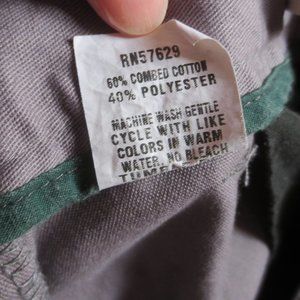 RN57629
60% COMBED COTTON
40% POLYESTER
MACHINE WASH GENTLE
CYCLE WITH LIKE
COLORS IN WARM
WATER, NO BLEACH